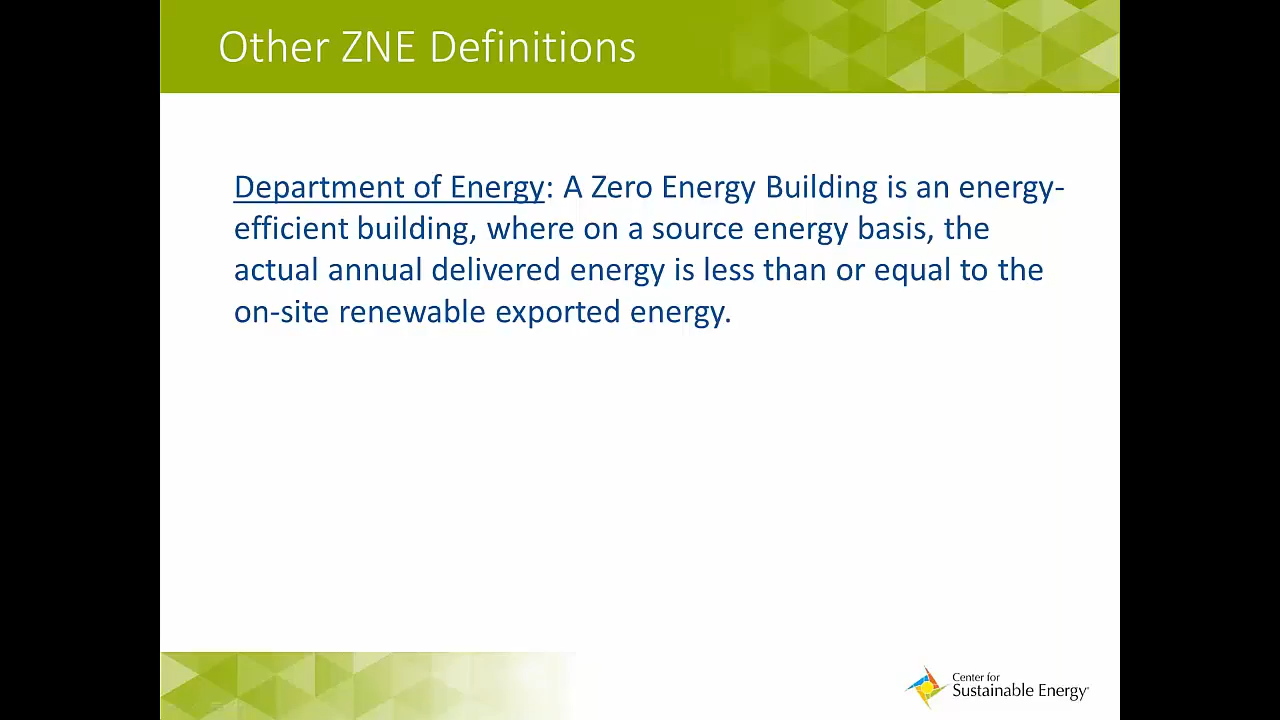 Other ZNE Definitions
Department of Energy: A Zero Energy Building is an energy-
efficient building, where on a source energy basis, the
actual annual delivered energy is less than or equal to the
on-site renewable exported energy.
Center for
Sustainable Energy®